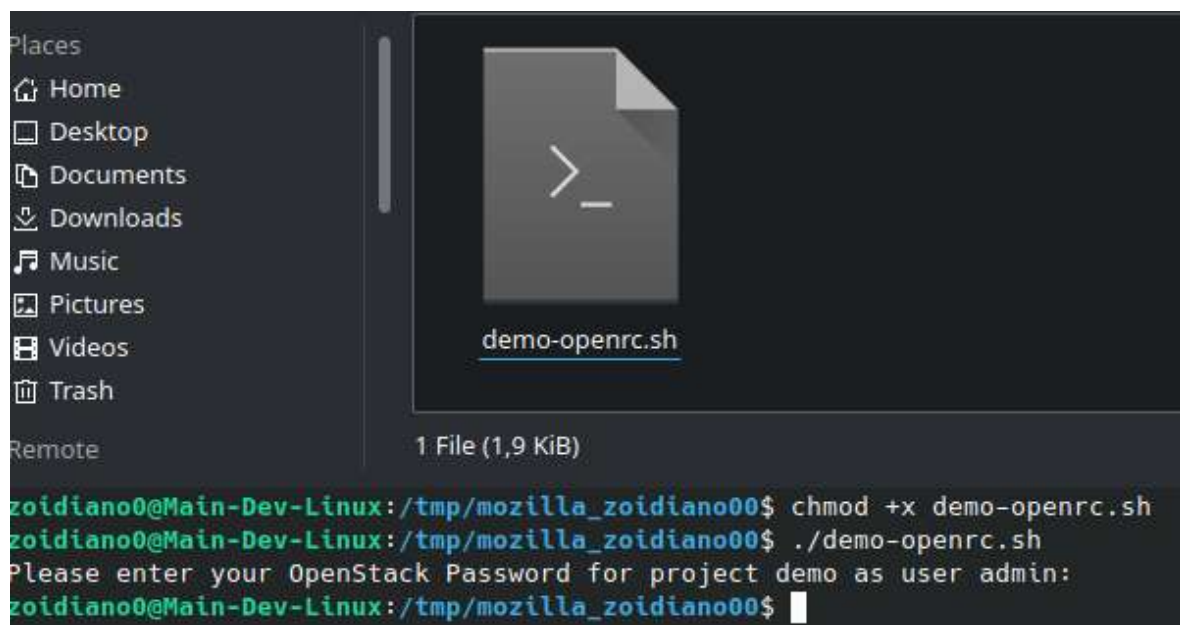 Places
Home
Desktop
Documents
Downloads
Music
Pictures
Videos
Trash
Remote
>_
demo-openrc.sh
1 File (1,9 KiB)
zoidiano0@Main-Dev-Linux:/tmp/mozilla_zoidiano00$ chmod +x demo-openrc.sh
zoidiano0@Main-Dev-Linux:/tmp/mozilla_zoidiano00$ ./demo-openrc.sh
Please enter your OpenStack Password for project demo as user admin:
zoidiano0@Main-Dev-Linux:/tmp/mozilla_zoidiano00$